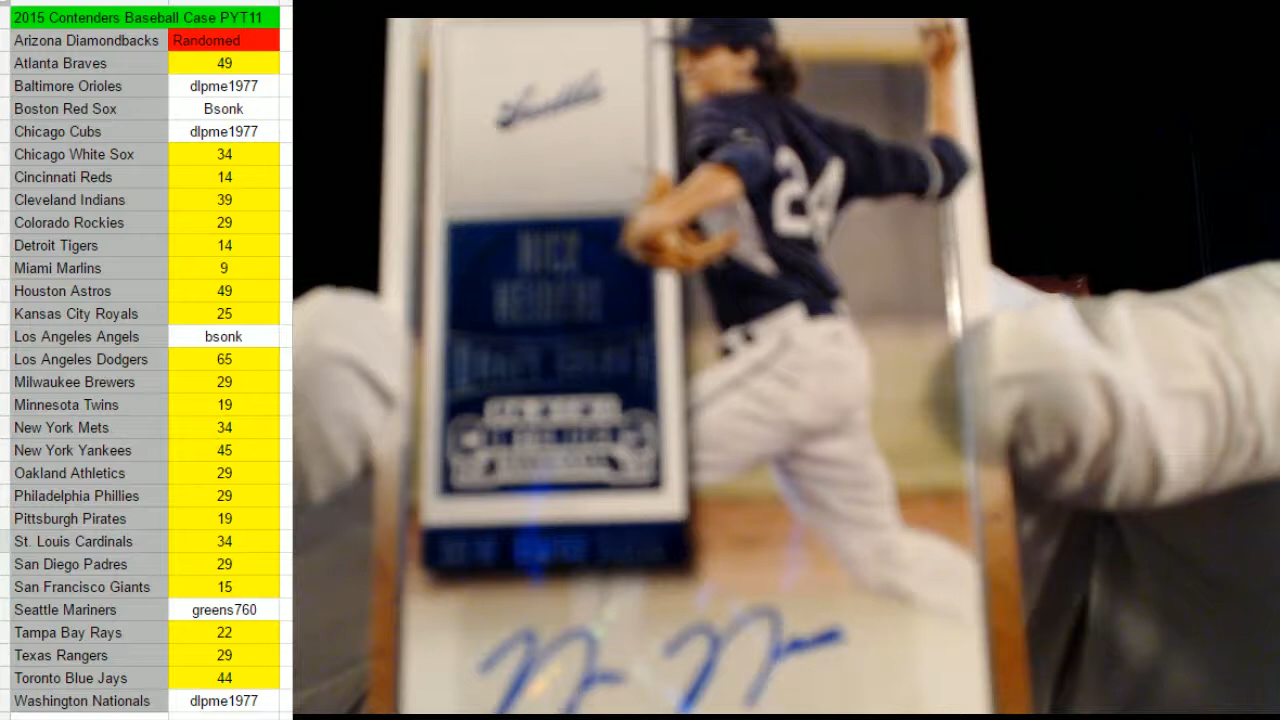 2015 Contenders Baseball Case PYT11
Arizona Diamondbacks Randomed
Atlanta Braves 49
Baltimore Orioles dlpme1977
Boston Red Sox Bsonk
Chicago Cubs dlpme1977
Chicago White Sox 34
Cincinnati Reds 14
Cleveland Indians 39
Colorado Rockies 29
Detroit Tigers 14
Miami Marlins 9
Houston Astros 49
Kansas City Royals 25
Los Angeles Angels bsonk
Los Angeles Dodgers 65
Milwaukee Brewers 29
Minnesota Twins 19
New York Mets 34
New York Yankees 45
Oakland Athletics 29
Philadelphia Phillies 29
Pittsburgh Pirates 19
St. Louis Cardinals 34
San Diego Padres 29
San Francisco Giants 15
Seattle Mariners greens760
Tampa Bay Rays 22
Texas Rangers 29
Toronto Blue Jays 44
Washington Nationals dlpme1977
Seattle
24